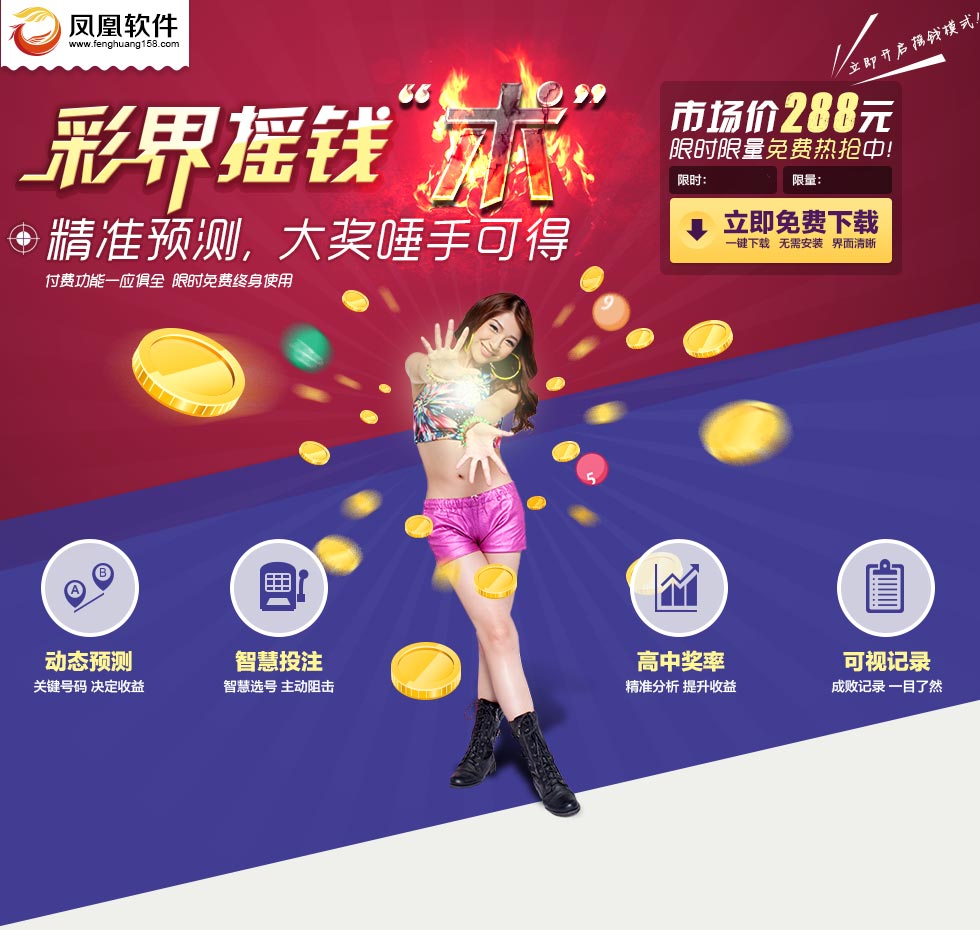 凤凰软件
www.fenghuang158.com
立即开启摇钱模式!
彩界摇钱“术”
精准预测，大奖唾手可得
付费功能一应俱全 限时免费终身使用
市场价288元
限时限量免费热抢中!
限时： 限量：
立即免费下载
一键下载 无需安装 界面清晰
9
5
A B
动态预测
关键号码 决定收益
智慧投注
智慧选号 主动阻击
高中奖率
精准分析 提升收益
可视记录
成败记录 一目了然